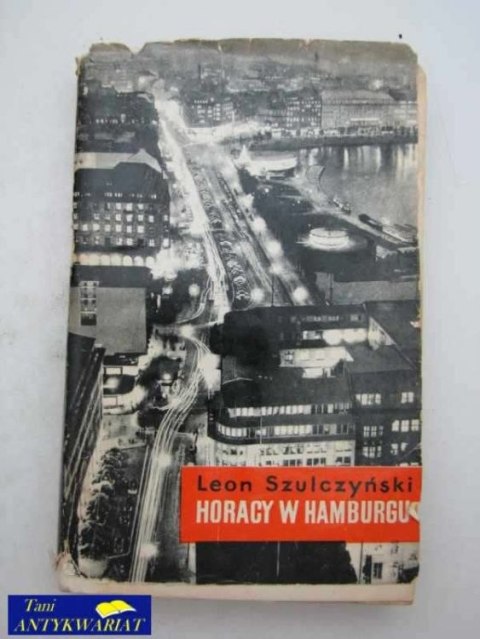 Leon Szulczyński
HORACY W HAMBURGU
Tani
ANTYKWARIAT